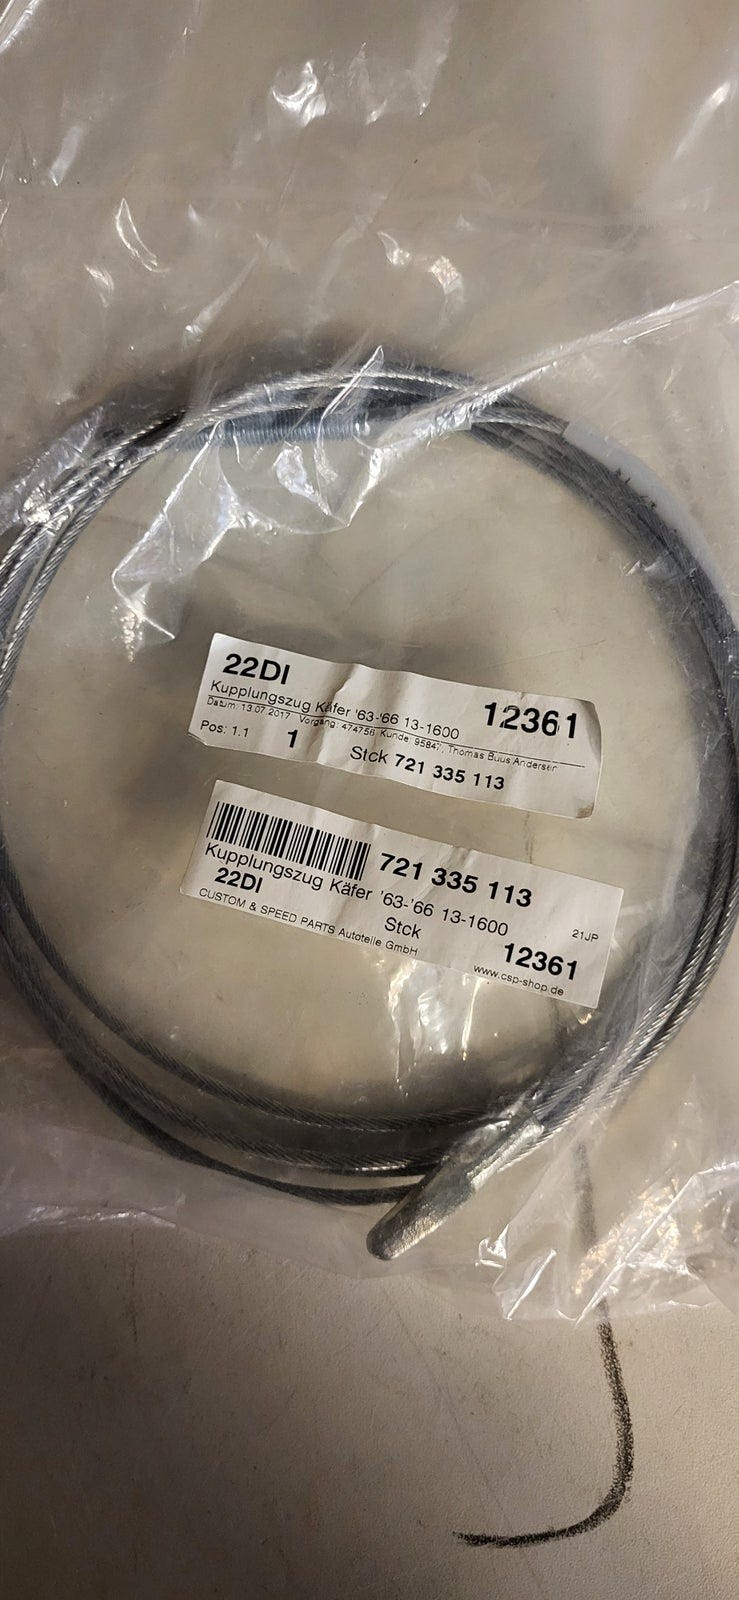 22DI 12361
Kupplungszug Käfer '63-'66 13-1600
Datum: 13.07.2017 Vorgang: 474756 Kunde: 95847, Thomas Buus Andersen
Pos: 1.1 1 Stck 721 335 113
721 335 113
Kupplungszug Käfer '63-'66 13-1600
22DI Stck 21JP
CUSTOM & SPEED PARTS Autoteile GmbH 12361
www.csp-shop.de